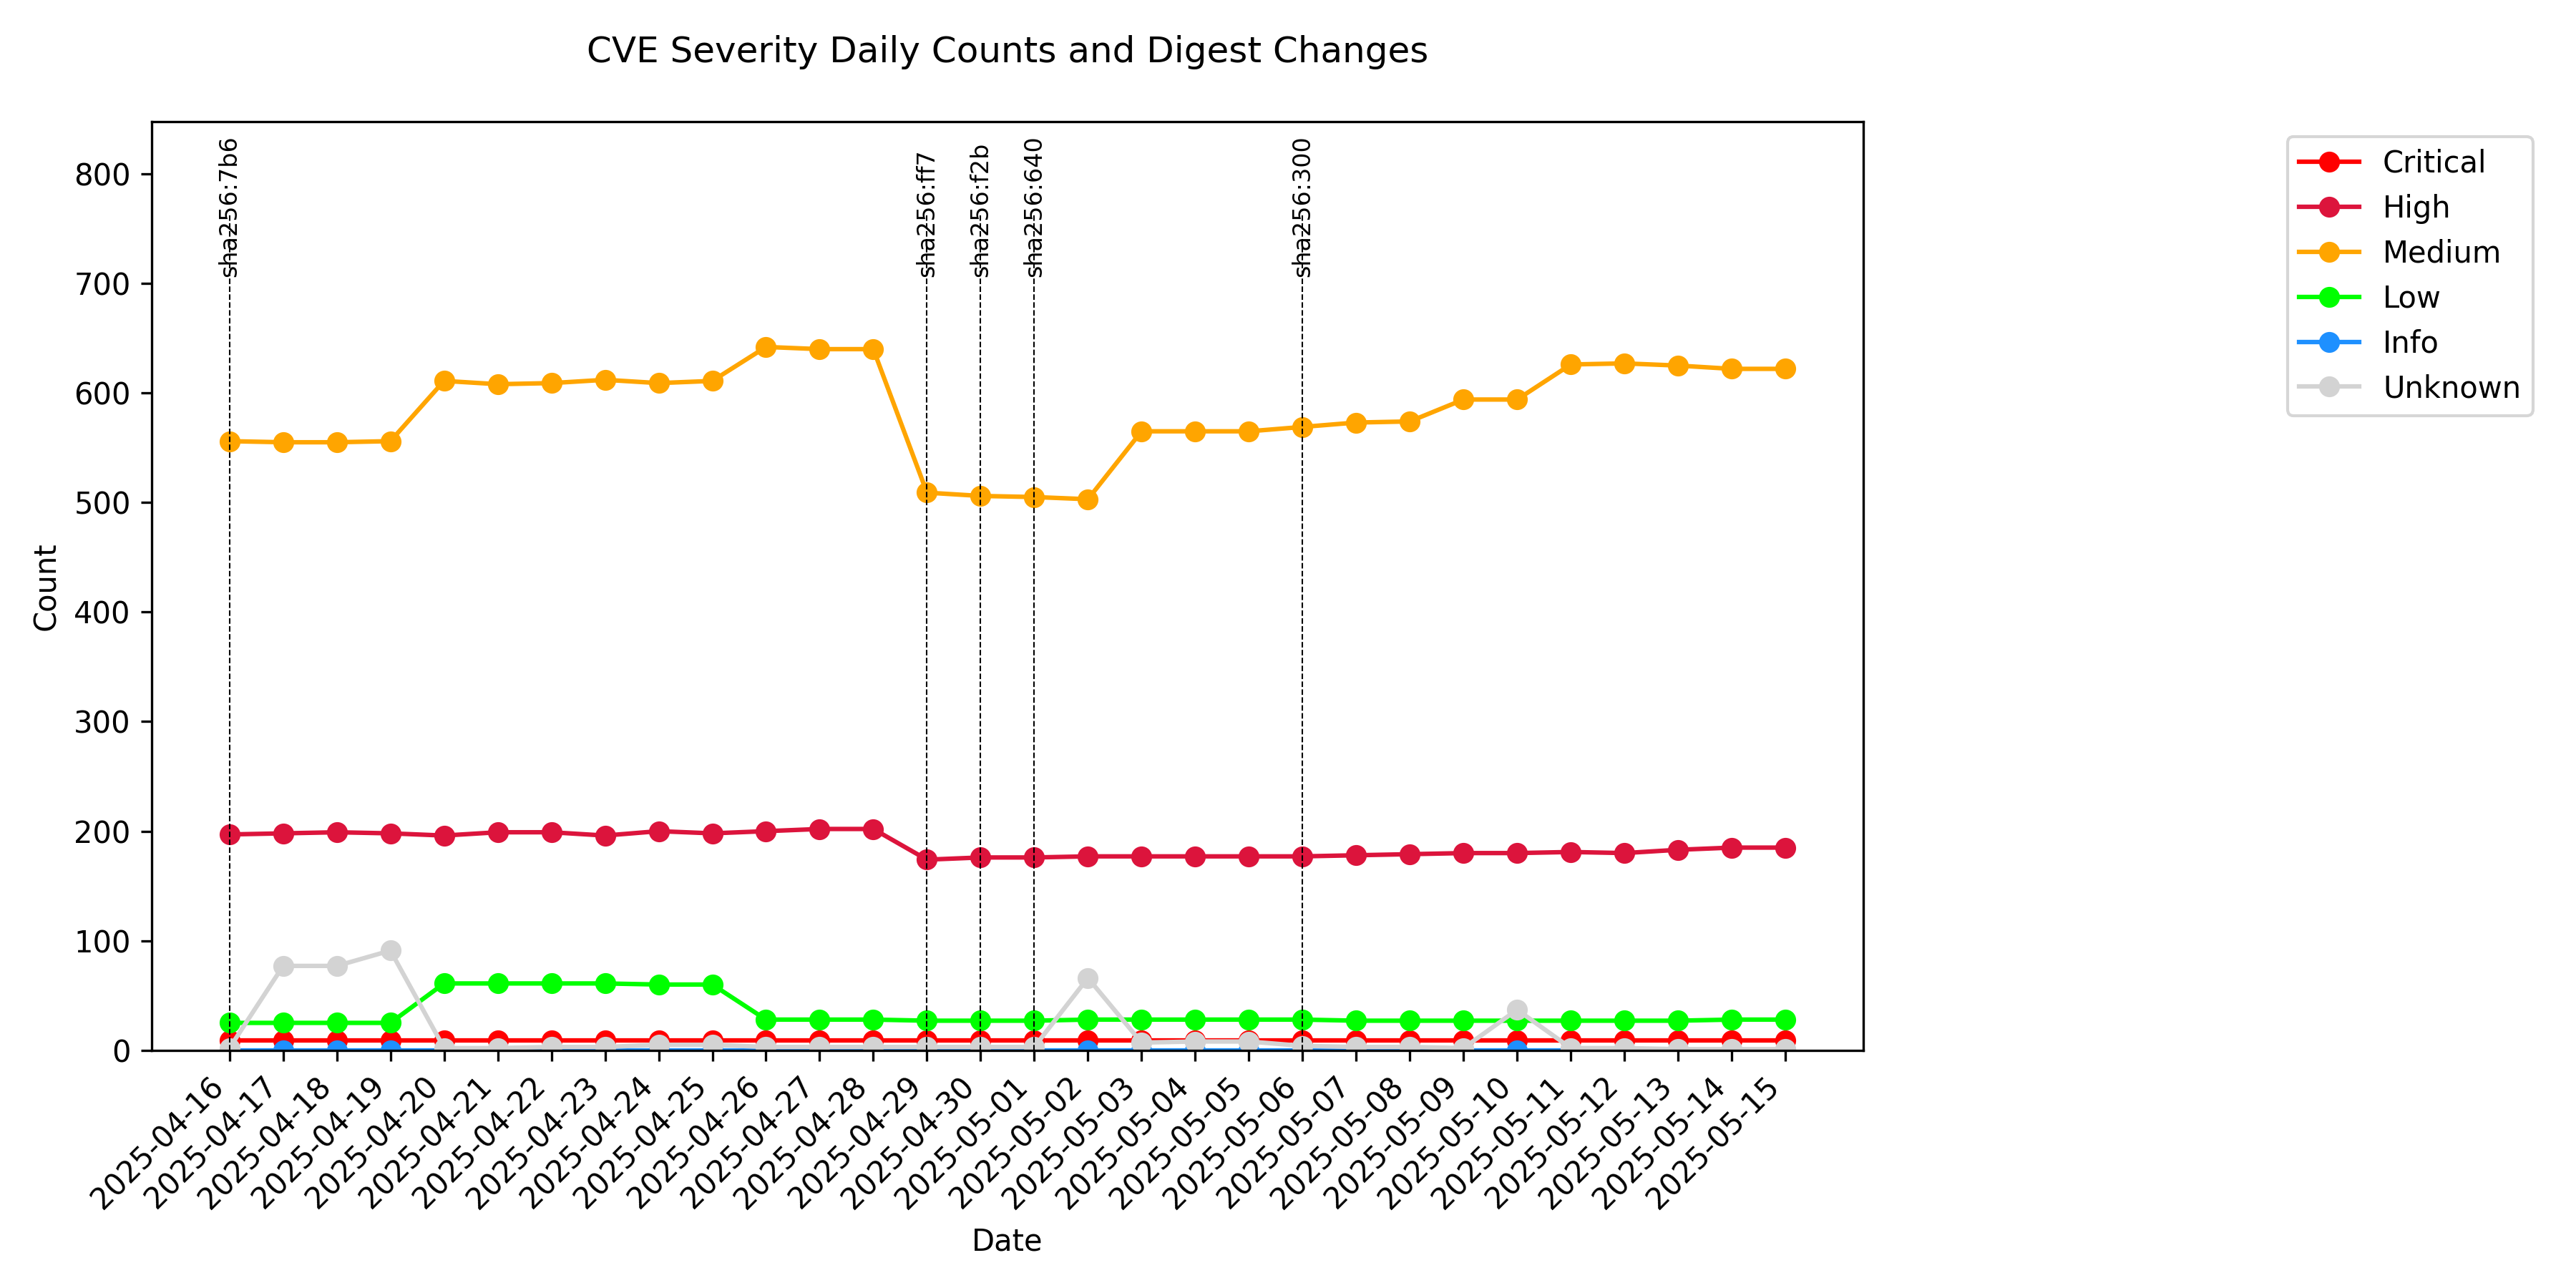 CVE Severity Daily Counts and Digest Changes
sha256:7b6
sha256:ff7
sha256:f2b
sha256:640
sha256:300
Critical
High
Medium
Low
Info
Unknown
800
700
600
500
400
300
200
100
0
Count
2025-04-16
2025-04-17
2025-04-18
2025-04-19
2025-04-20
2025-04-21
2025-04-22
2025-04-23
2025-04-24
2025-04-25
2025-04-26
2025-04-27
2025-04-28
2025-04-29
2025-04-30
2025-05-01
2025-05-02
2025-05-03
2025-05-04
2025-05-05
2025-05-06
2025-05-07
2025-05-08
2025-05-09
2025-05-10
2025-05-11
2025-05-12
2025-05-13
2025-05-14
2025-05-15
Date